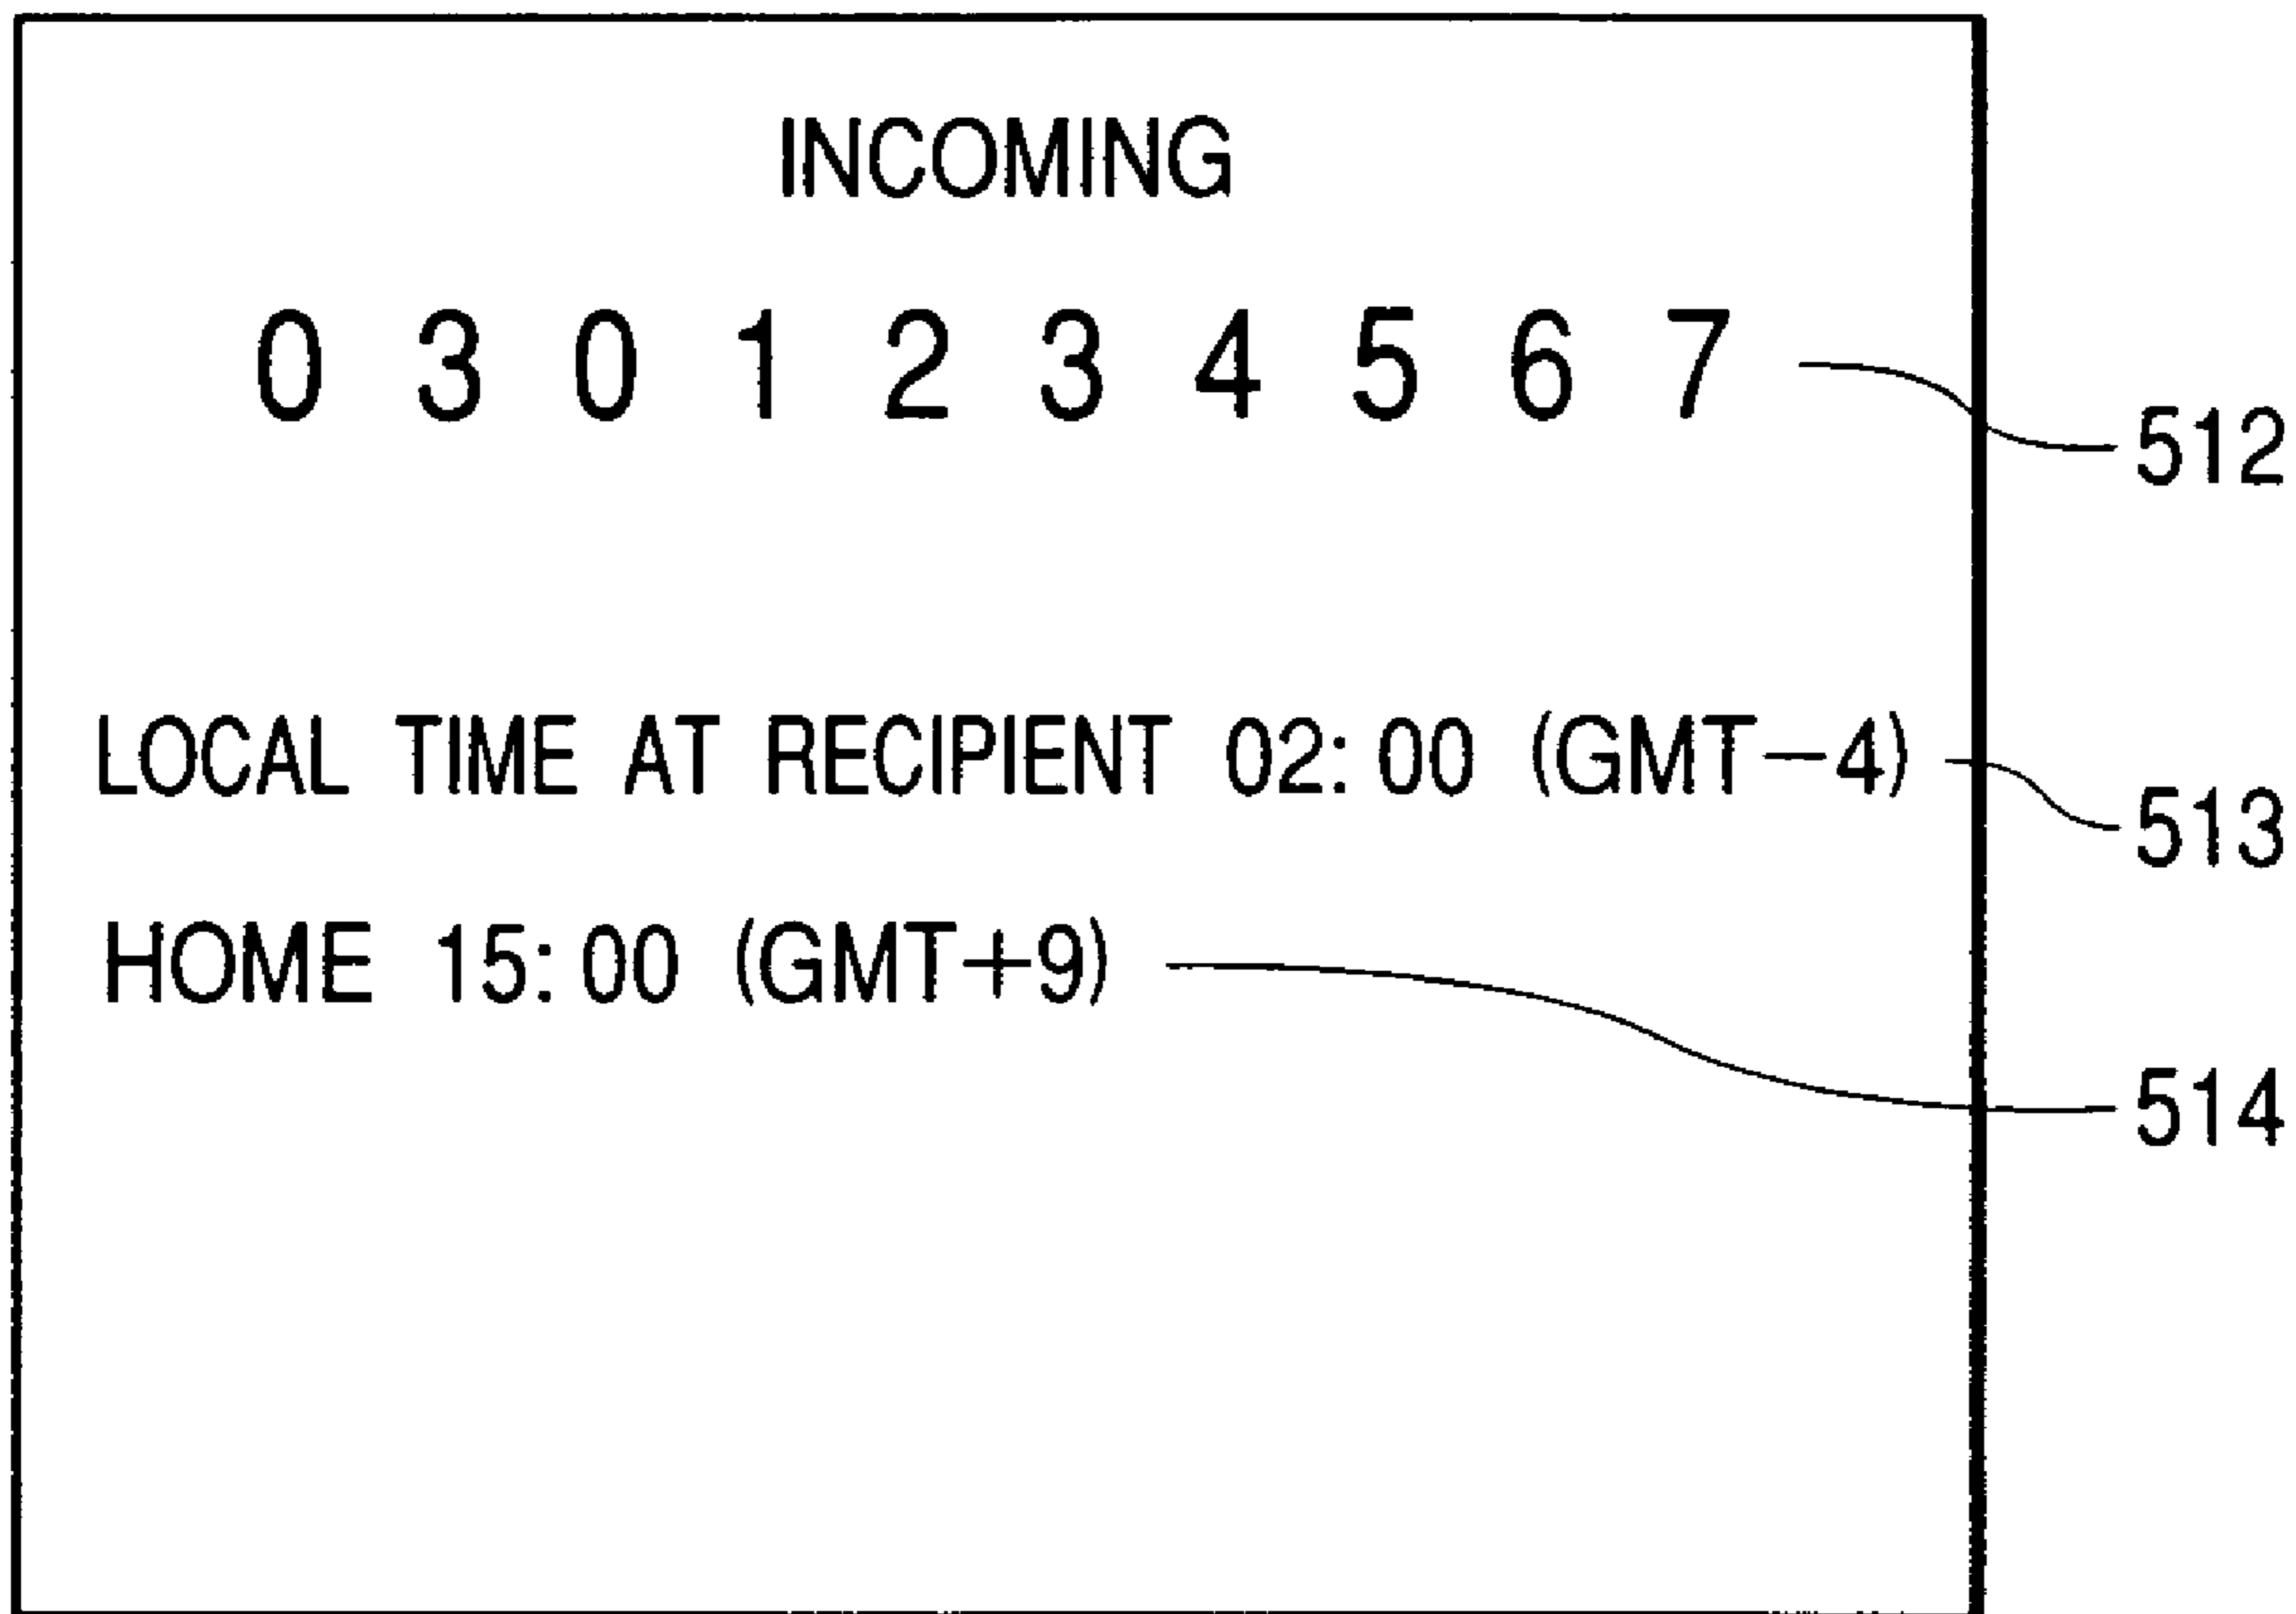 INCOMING
0 3 0 1 2 3 4 5 6 7
512
LOCAL TIME AT RECIPIENT 02:00 (GMT-4)
513
HOME 15:00 (GMT+9)
514